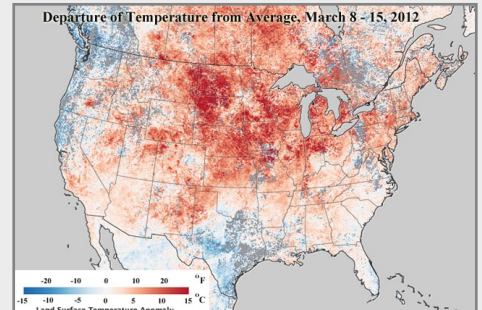 Departure of Temperature from Average, March 8 - 15, 2012
-20 -10 0 10 20 °F
-15 -10 -5 0 5 10 15 °C
Land Surface Temperature Anomaly